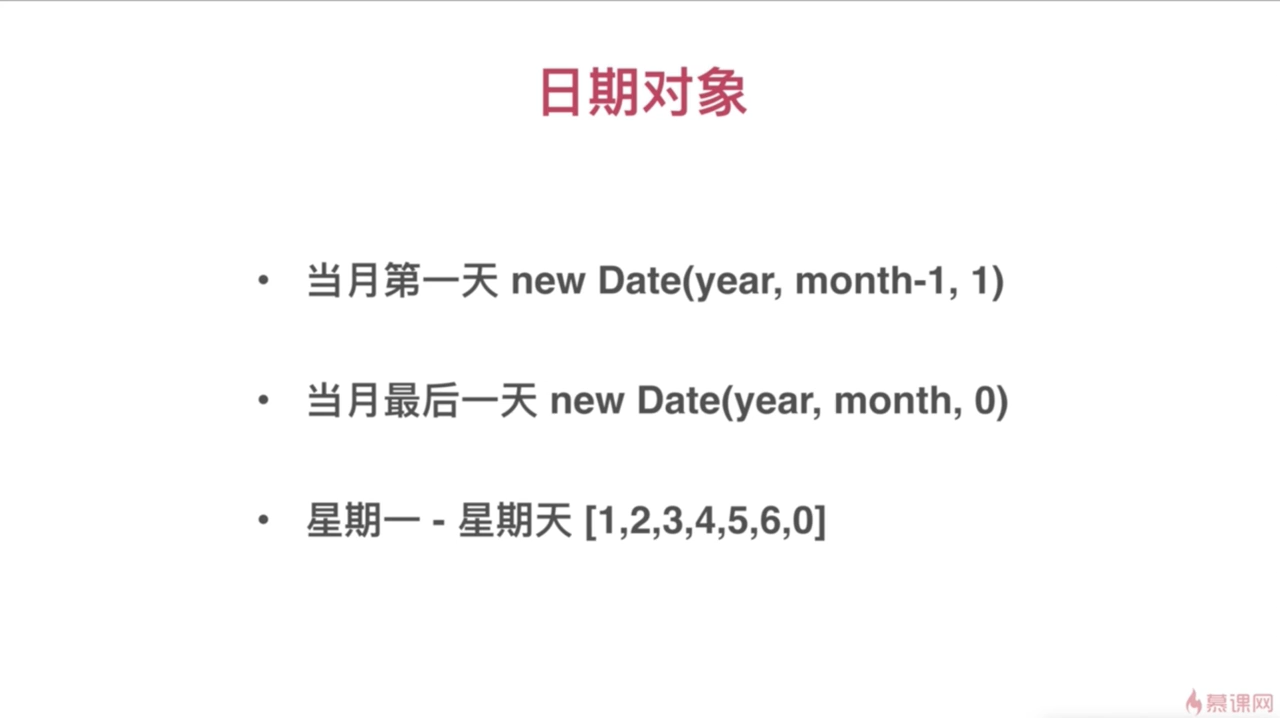 日期对象
• 当月第一天 new Date(year, month-1, 1)
• 当月最后一天 new Date(year, month, 0)
• 星期一 - 星期天 [1,2,3,4,5,6,0]
慕课网